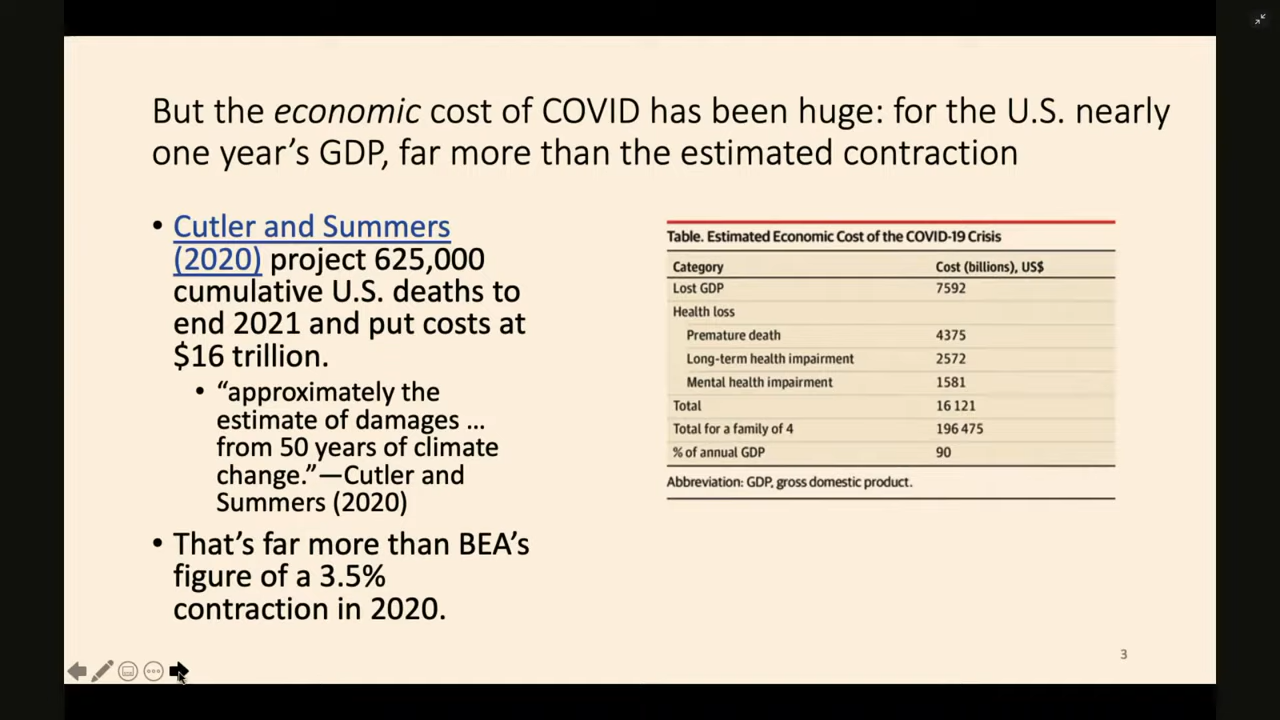 But the economic cost of COVID has been huge: for the U.S. nearly
one year’s GDP, far more than the estimated contraction
• Cutler and Summers
(2020) project 625,000
cumulative U.S. deaths to
end 2021 and put costs at
$16 trillion.
• “approximately the
estimate of damages …
from 50 years of climate
change.”—Cutler and
Summers (2020)
• That’s far more than BEA’s
figure of a 3.5%
contraction in 2020.
Table. Estimated Economic Cost of the COVID-19 Crisis
Category Cost (billions), US$
Lost GDP 7592
Health loss
Premature death 4375
Long-term health impairment 2572
Mental health impairment 1581
Total 16 121
Total for a family of 4 196 475
% of annual GDP 90
Abbreviation: GDP, gross domestic product.
3